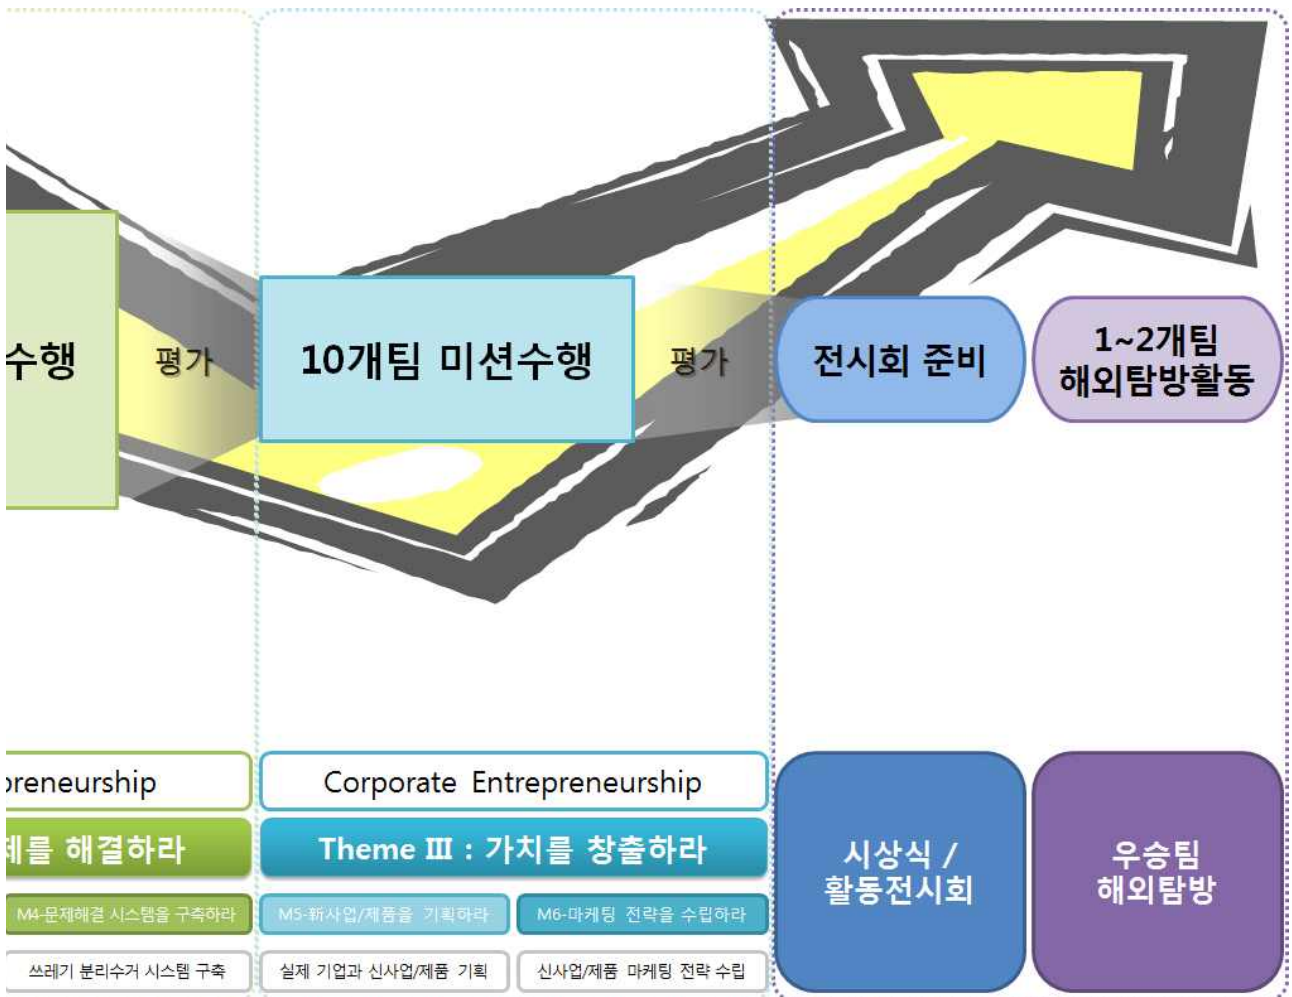 수행
평가
10개팀 미션수행
평가
전시회 준비
1~2개팀
해외탐방활동
preneurship
Corporate Entrepreneurship
제를 해결하라
Theme Ⅲ : 가치를 창출하라
시상식 /
활동전시회
우승팀
해외탐방
M4-문제해결 시스템을 구축하라
M5-新사업/제품을 기획하라
M6-마케팅 전략을 수립하라
쓰레기 분리수거 시스템 구축
실제 기업과 신사업/제품 기획
신사업/제품 마케팅 전략 수립